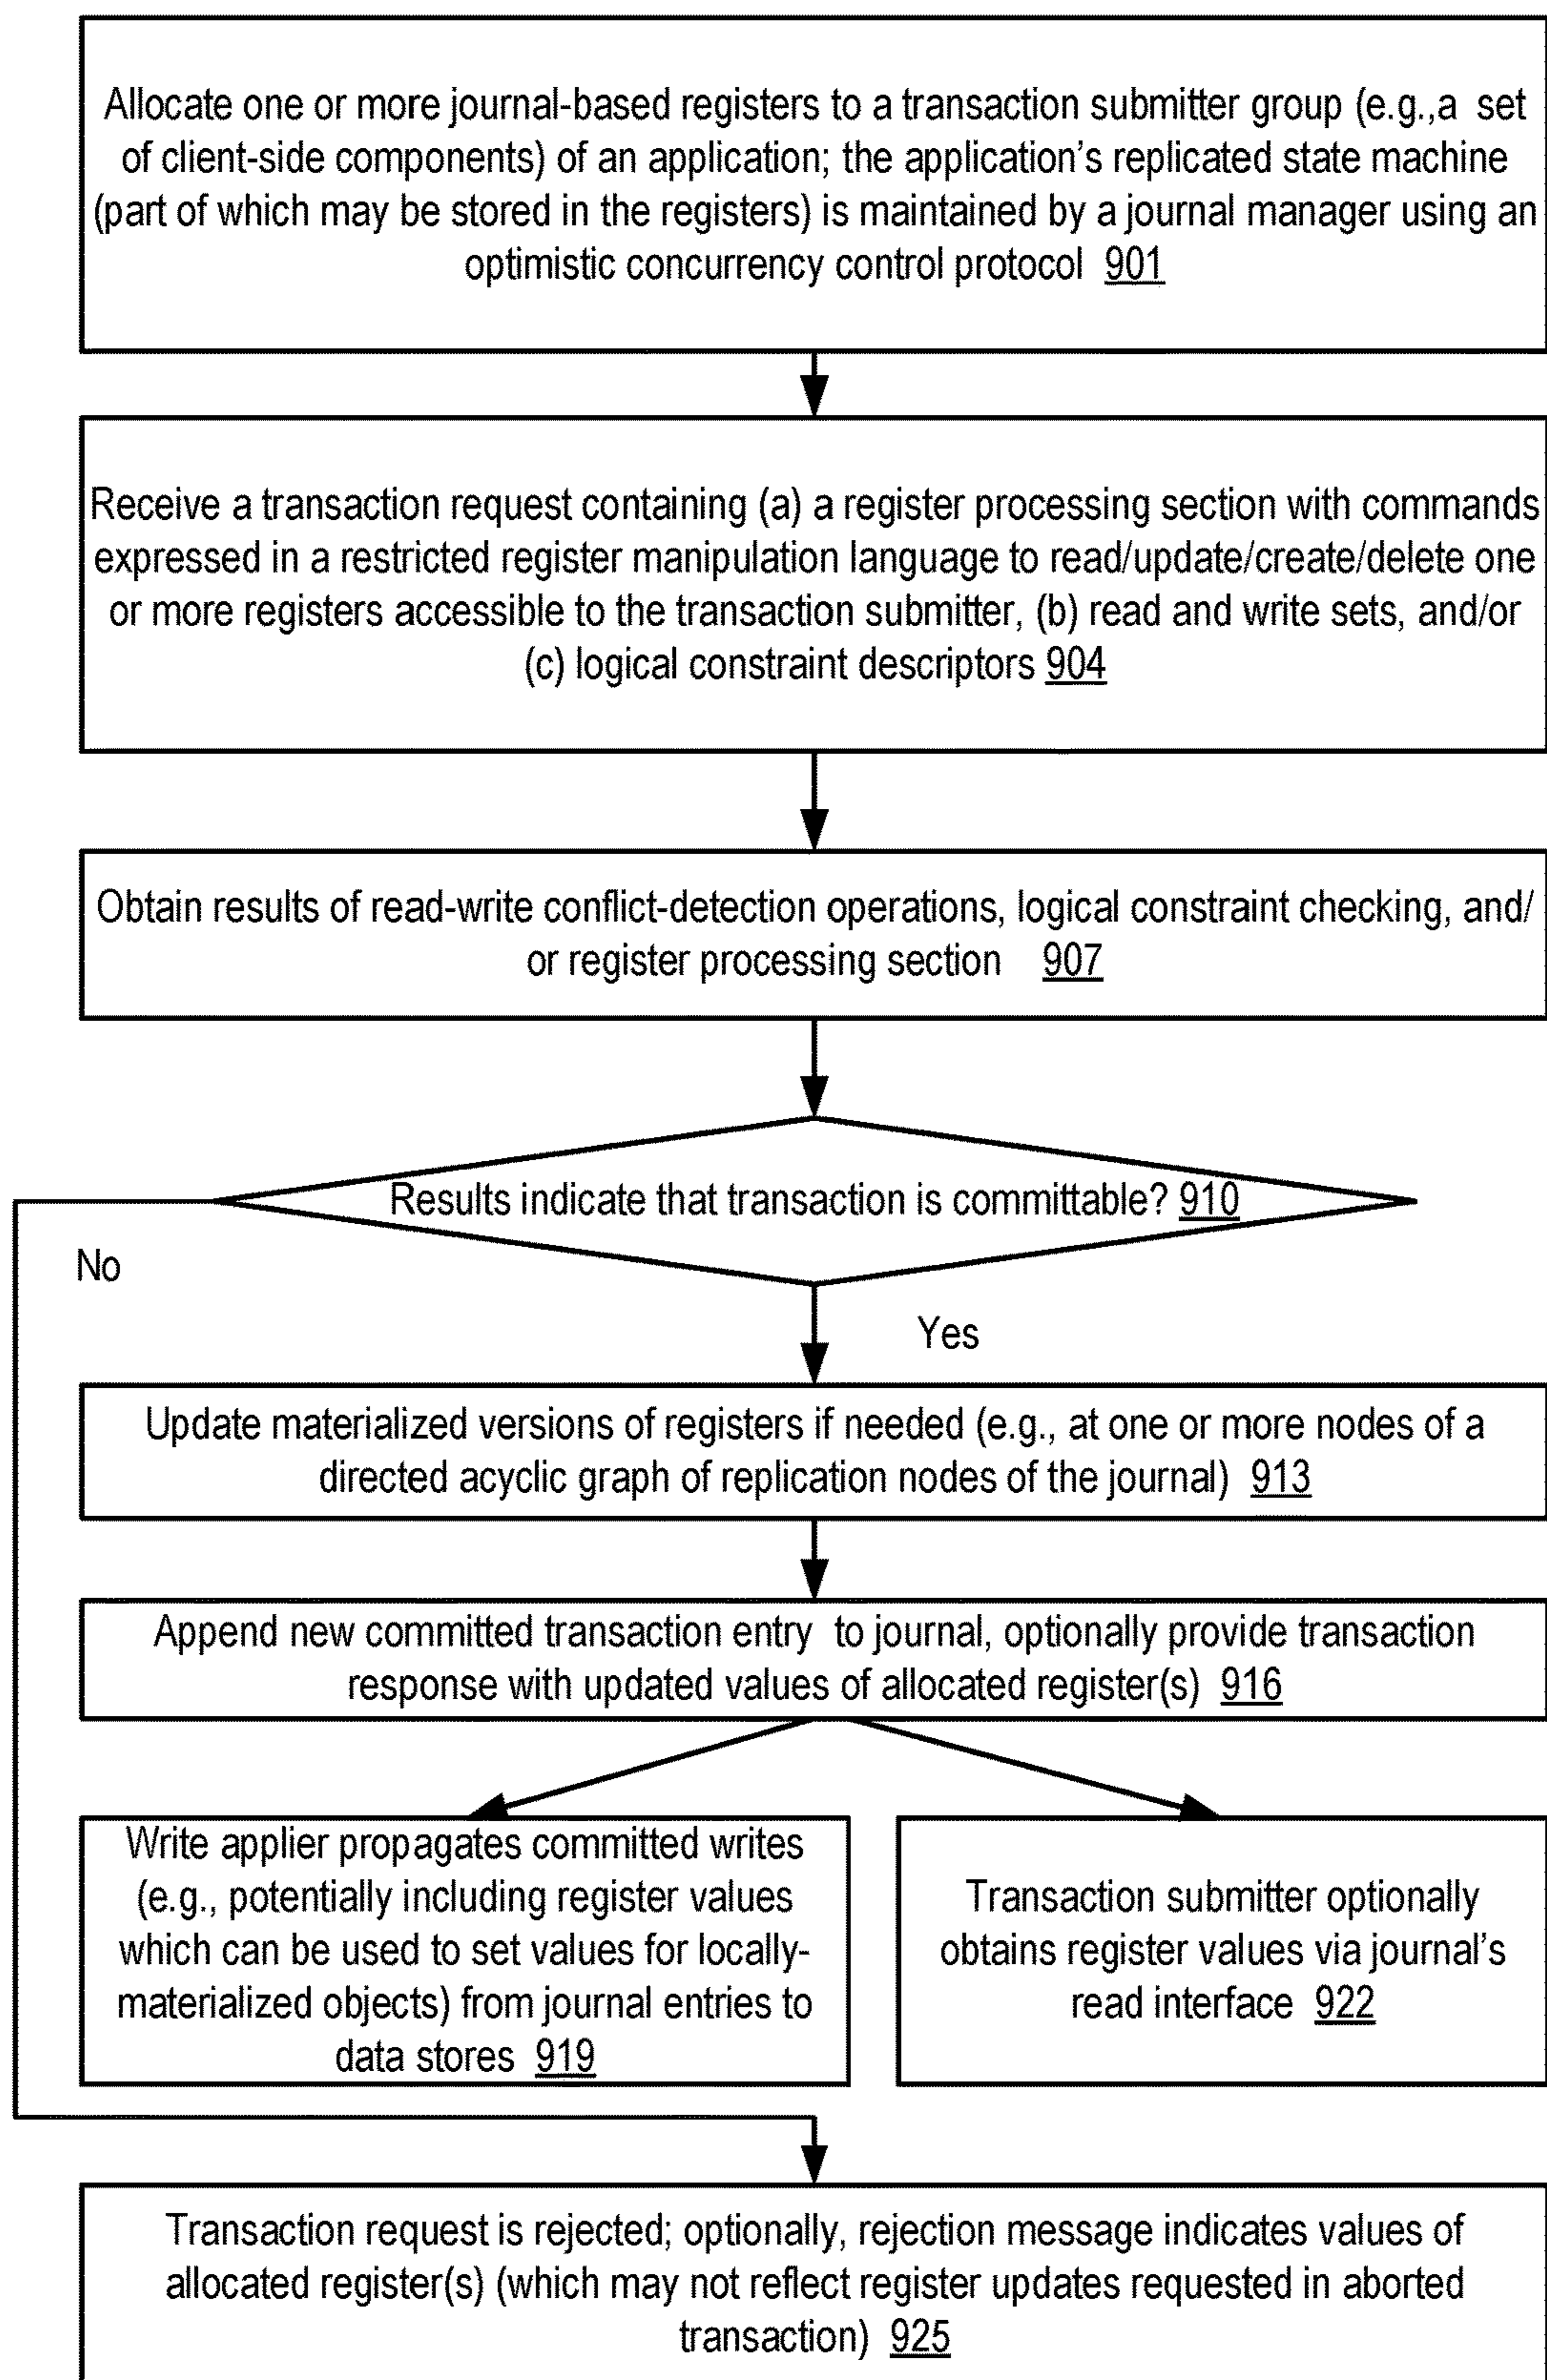 Allocate one or more journal-based registers to a transaction submitter group (e.g.,a set
of client-side components) of an application; the application's replicated state machine
(part of which may be stored in the registers) is maintained by a journal manager using an
optimistic concurrency control protocol 901
Receive a transaction request containing (a) a register processing section with commands
expressed in a restricted register manipulation language to read/update/create/delete one
or more registers accessible to the transaction submitter, (b) read and write sets, and/or
(c) logical constraint descriptors 904
Obtain results of read-write conflict-detection operations, logical constraint checking, and/
or register processing section 907
Results indicate that transaction is committable? 910
No
Yes
Update materialized versions of registers if needed (e.g., at one or more nodes of a
directed acyclic graph of replication nodes of the journal) 913
Append new committed transaction entry to journal, optionally provide transaction
response with updated values of allocated register(s) 916
Write applier propagates committed writes
(e.g., potentially including register values
which can be used to set values for locally-
materialized objects) from journal entries to
data stores 919
Transaction submitter optionally
obtains register values via journal's
read interface 922
Transaction request is rejected; optionally, rejection message indicates values of
allocated register(s) (which may not reflect register updates requested in aborted
transaction) 925